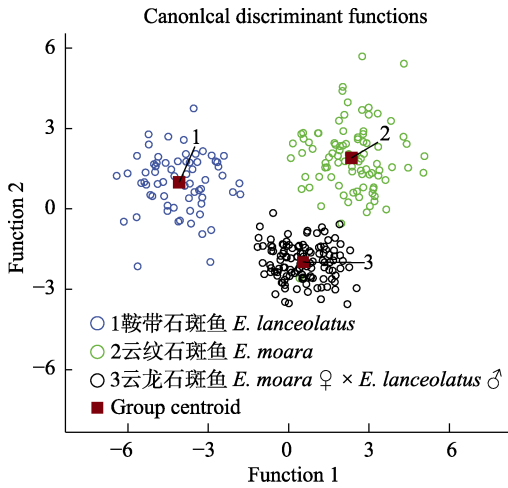 Canonlcal discriminant functions
6
3
0
−3
−6
Function 2
1
2
3
1鞍带石斑鱼 E. lanceolatus
2云纹石斑鱼 E. moara
3云龙石斑鱼 E. moara ♀ × E. lanceolatus ♂
Group centroid
−6 −3 0 3 6
Function 1